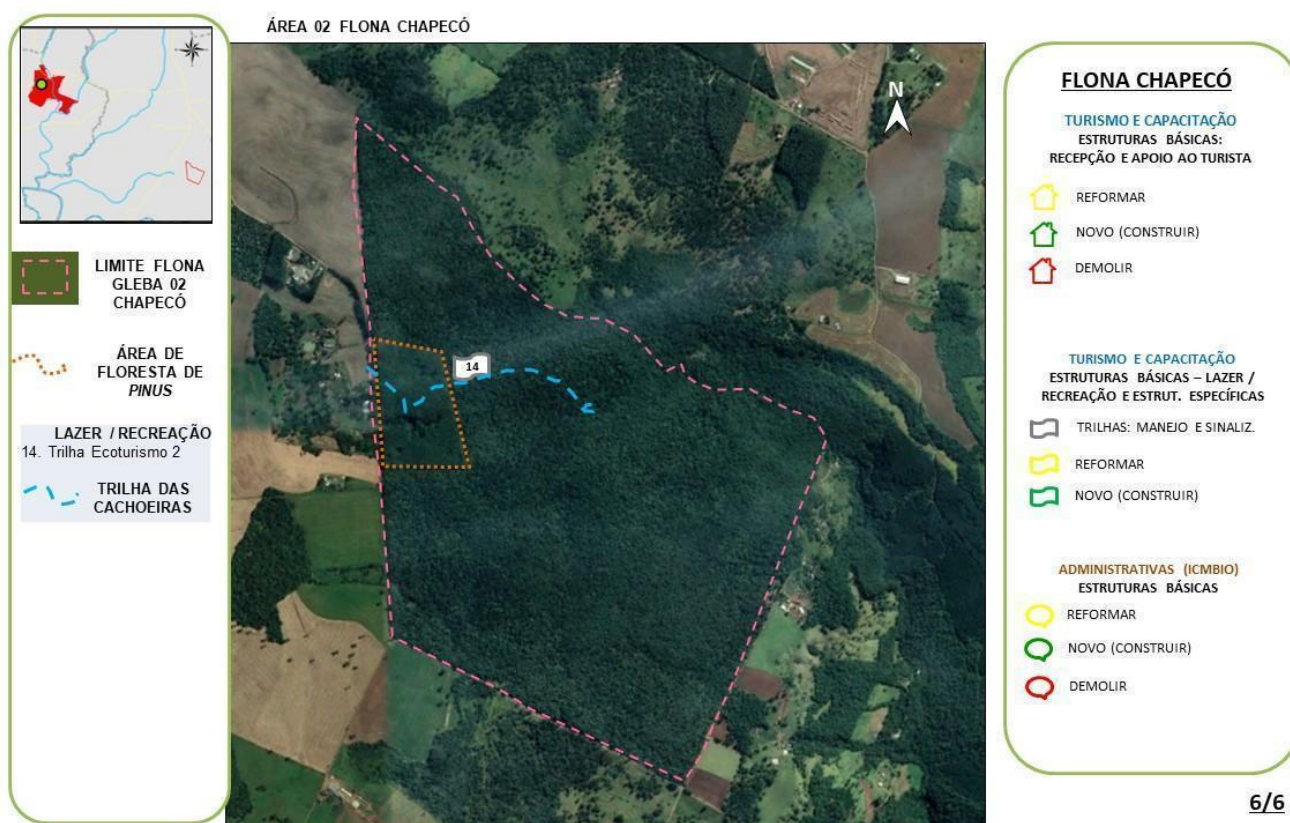 ÁREA 02 FLONA CHAPECÓ
LIMITE FLONA
GLEBA 02
CHAPECÓ
ÁREA DE
FLORESTA DE
PINUS
LAZER / RECREAÇÃO
14. Trilha Ecoturismo 2
TRILHA DAS
CACHOEIRAS
N
14
FLONA CHAPECÓ
TURISMO E CAPACITAÇÃO
ESTRUTURAS BÁSICAS:
RECEPÇÃO E APOIO AO TURISTA
REFORMAR
NOVO (CONSTRUIR)
DEMOLIR
TURISMO E CAPACITAÇÃO
ESTRUTURAS BÁSICAS – LAZER /
RECREAÇÃO E ESTRUT. ESPECÍFICAS
TRILHAS: MANEJO E SINALIZ.
REFORMAR
NOVO (CONSTRUIR)
ADMINISTRATIVAS (ICMBIO)
ESTRUTURAS BÁSICAS
REFORMAR
NOVO (CONSTRUIR)
DEMOLIR
6/6